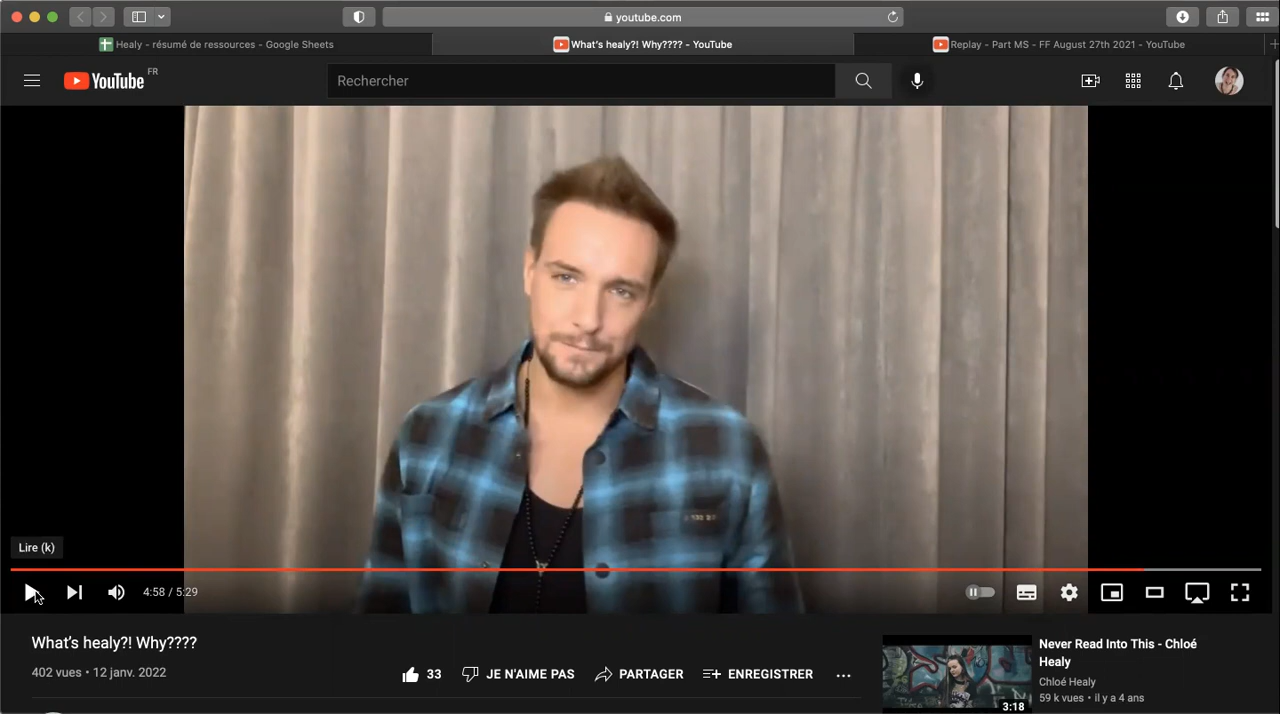 youtube.com
Healy - résumé de ressources - Google Sheets
What's healy?! Why???? - YouTube
Replay - Part MS - FF August 27th 2021 - YouTube
YouTube FR
Rechercher
Lire (k)
4:58 / 5:29
What's healy?! Why????
402 vues • 12 janv. 2022
33
JE N'AIME PAS
PARTAGER
ENREGISTRER
Never Read Into This - Chloé
Healy
Chloé Healy
59 k vues • il y a 4 ans
3:18